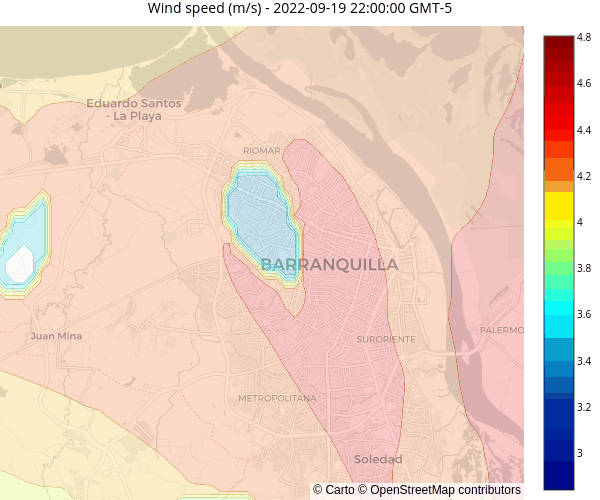 Wind speed (m/s) - 2022-09-19 22:00:00 GMT-5
Eduardo Santos
- La Playa
RIOMAR
BARRANQUILLA
Juan Mina
SURORIENTE
PALERMO
METROPOLITANA
Soledad
© Carto © OpenStreetMap contributors
4.8
4.6
4.4
4.2
4
3.8
3.6
3.4
3.2
3